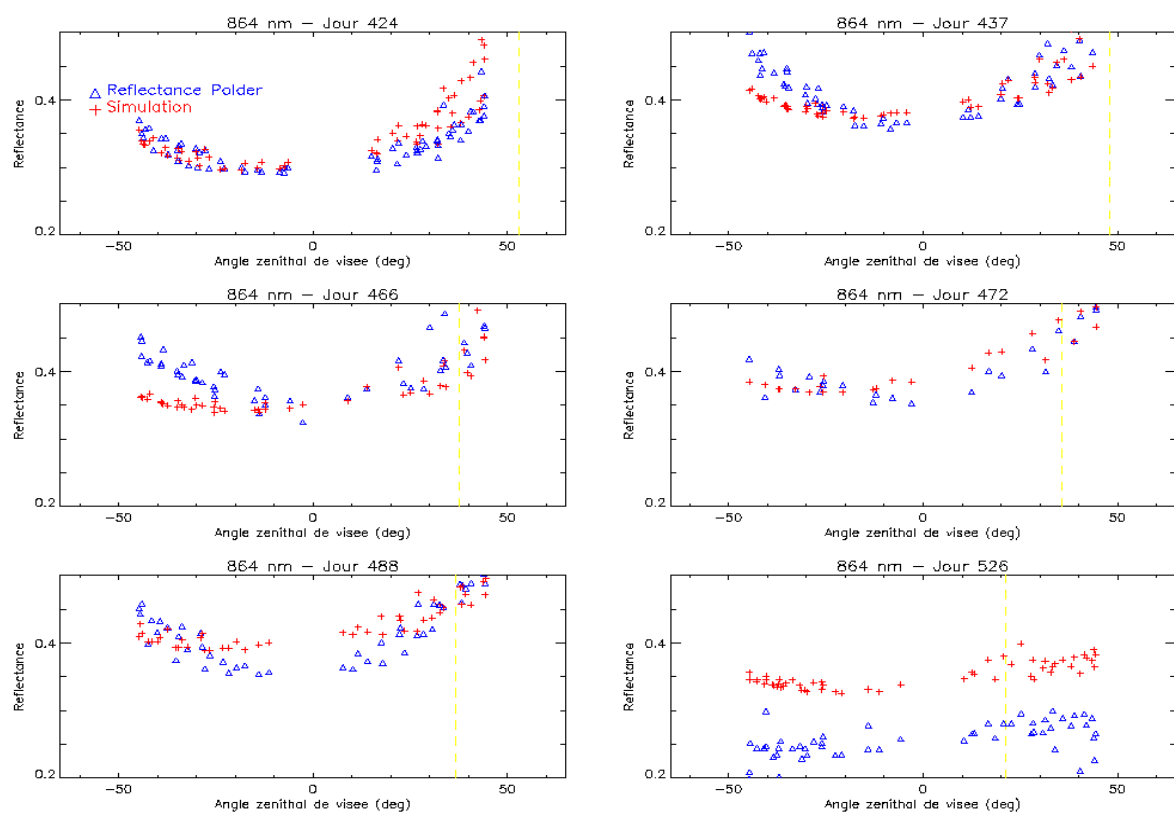 864 nm – Jour 424
Reflectance
0.4
0.2
Reflectance Polder
Simulation
−50
0
50
Angle zenithal de visee (deg)
864 nm – Jour 437
Reflectance
0.4
0.2
−50
0
50
Angle zenithal de visee (deg)
864 nm – Jour 466
Reflectance
0.4
0.2
−50
0
50
Angle zenithal de visee (deg)
864 nm – Jour 472
Reflectance
0.4
0.2
−50
0
50
Angle zenithal de visee (deg)
864 nm – Jour 488
Reflectance
0.4
0.2
−50
0
50
Angle zenithal de visee (deg)
864 nm – Jour 526
Reflectance
0.4
0.2
−50
0
50
Angle zenithal de visee (deg)